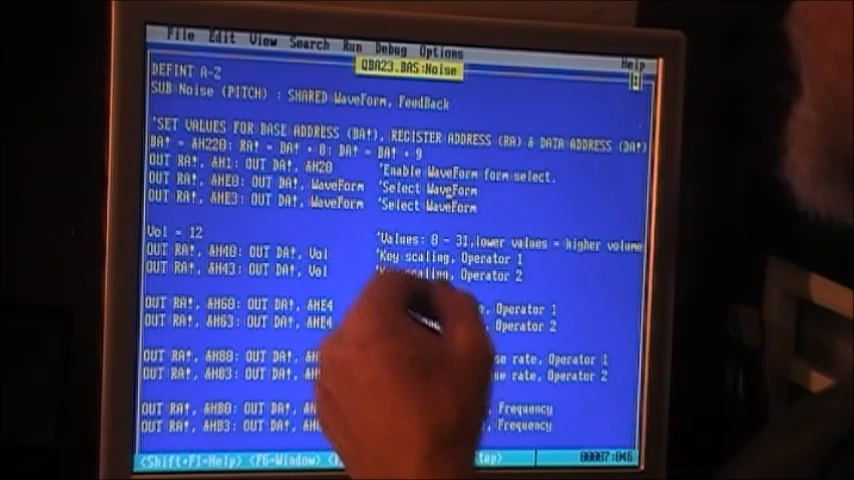 File Edit View Search Run Debug Options Help
QBA23.BAS:Noise
DEFINT A-Z
SUB Noise (PITCH) : SHARED WaveForm, FeedBack
'SET VALUES FOR BASE ADDRESS (BA!), REGISTER ADDRESS (RA) & DATA ADDRESS (DA!)
BA! = &H220: RA! = BA! + 8: DA! = BA! + 9
OUT RA!, &H1: OUT DA!, &H20 'Enable WaveForm form select.
OUT RA!, &HE0: OUT DA!, WaveForm 'Select WaveForm
OUT RA!, &HE3: OUT DA!, WaveForm 'Select WaveForm
Vol = 12 'Values: 0 - 31,lower values = higher volume
OUT RA!, &H40: OUT DA!, Vol 'Key scaling, Operator 1
OUT RA!, &H43: OUT DA!, Vol scaling, Operator 2
OUT RA!, &H60: OUT DA!, &HE4 , Operator 1
OUT RA!, &H63: OUT DA!, &HE4 , Operator 2
OUT RA!, &H80: OUT DA!, rate, Operator 1
OUT RA!, &H83: OUT DA!, rate, Operator 2
OUT RA!, &HB0: OUT DA!, , Frequency
OUT RA!, &HB3: OUT DA!, , Frequency
<Shift+F1=Help> <F6=Window> 00007:046